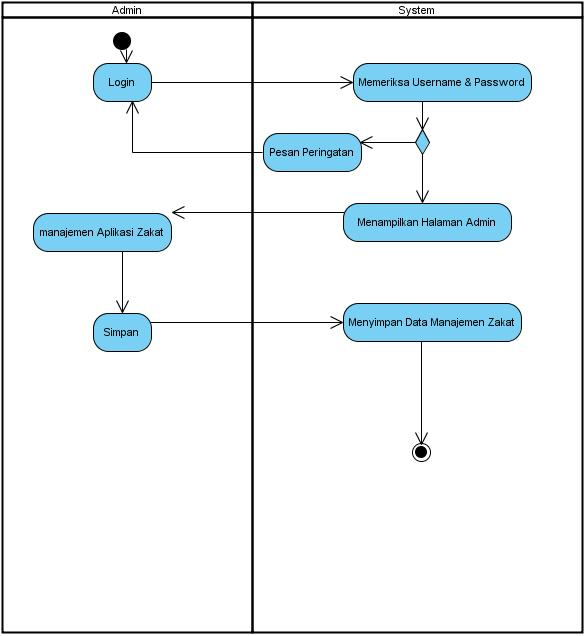 Admin
System
Login
Memeriksa Username & Password
Pesan Peringatan
Menampilkan Halaman Admin
manajemen Aplikasi Zakat
Simpan
Menyimpan Data Manajemen Zakat